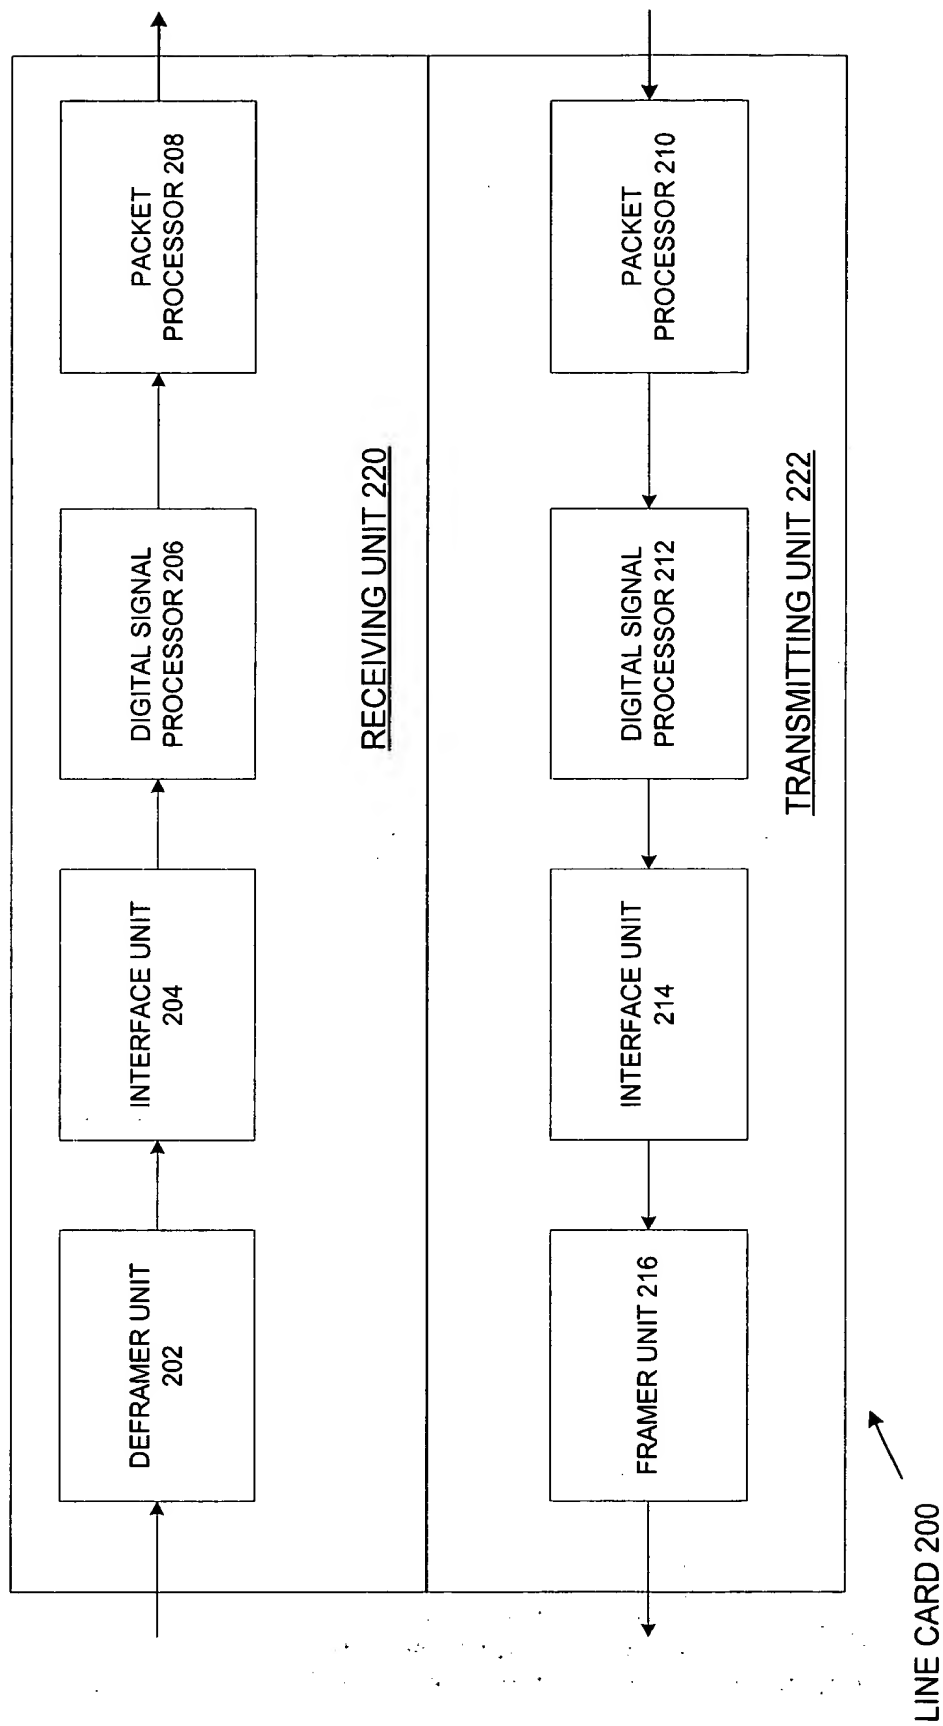 DEFRAMER UNIT
202
INTERFACE UNIT
204
DIGITAL SIGNAL
PROCESSOR 206
PACKET
PROCESSOR 208
RECEIVING UNIT 220
FRAMER UNIT 216
INTERFACE UNIT
214
DIGITAL SIGNAL
PROCESSOR 212
PACKET
PROCESSOR 210
TRANSMITTING UNIT 222
LINE CARD 200